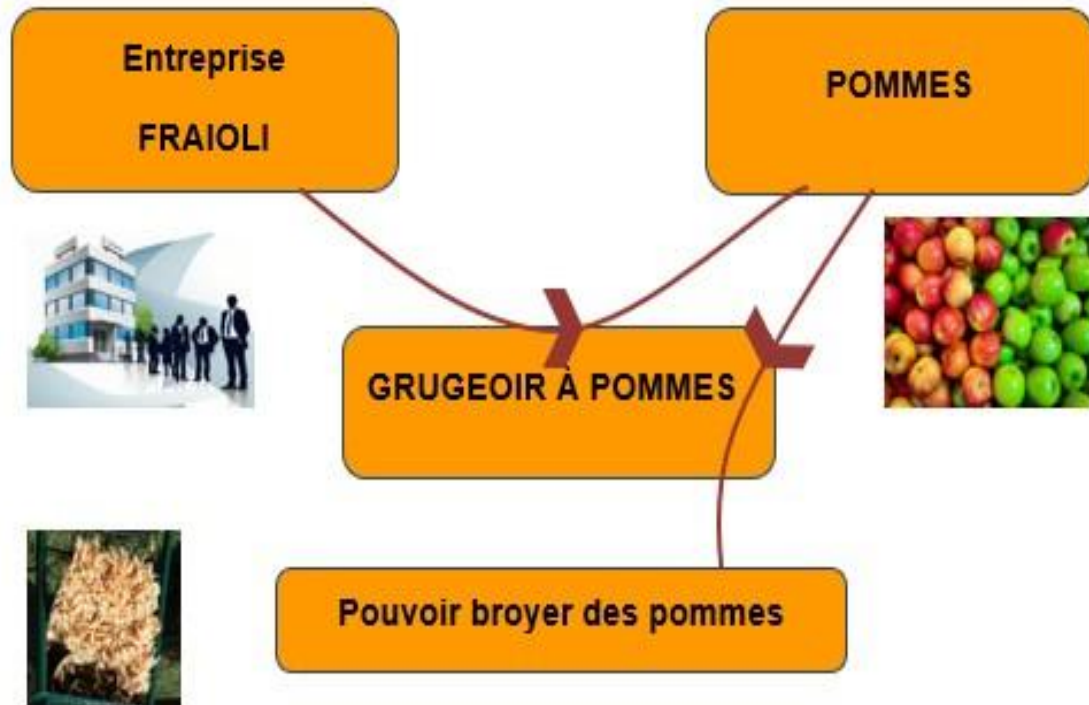 Entreprise
FRAIOLI
POMMES
GRUGEOIR À POMMES
Pouvoir broyer des pommes